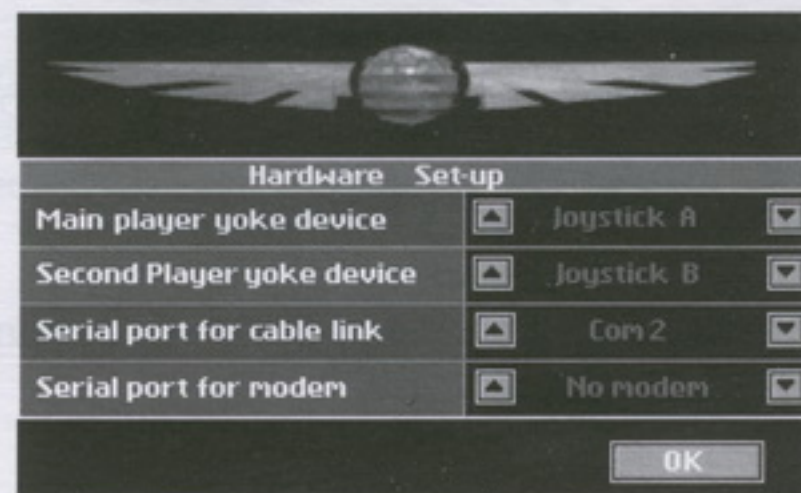 Hardware Set-up
Main player yoke device Joystick A
Second Player yoke device Joystick B
Serial port for cable link Com 2
Serial port for modem No modem
OK